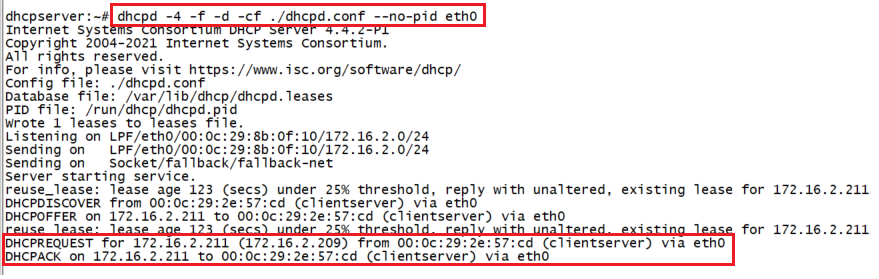 dhcpserver:~# dhcpd -4 -f -d -cf ./dhcpd.conf --no-pid eth0
Internet Systems Consortium DHCP Server 4.4.2-P1
Copyright 2004-2021 Internet Systems Consortium.
All rights reserved.
For info, please visit https://www.isc.org/software/dhcp/
Config file: ./dhcpd.conf
Database file: /var/lib/dhcp/dhcpd.leases
PID file: /run/dhcp/dhcpd.pid
Wrote 1 leases to leases file.
Listening on LPF/eth0/00:0c:29:8b:0f:10/172.16.2.0/24
Sending on   LPF/eth0/00:0c:29:8b:0f:10/172.16.2.0/24
Sending on   Socket/fallback/fallback-net
Server starting service.
reuse_lease: lease age 123 (secs) under 25% threshold, reply with unaltered, existing lease for 172.16.2.211
DHCPDISCOVER from 00:0c:29:2e:57:cd (clientserver) via eth0
DHCPOFFER on 172.16.2.211 to 00:0c:29:2e:57:cd (clientserver) via eth0
reuse_lease: lease age 123 (secs) under 25% threshold, reply with unaltered, existing lease for 172.16.2.211
DHCPREQUEST for 172.16.2.211 (172.16.2.209) from 00:0c:29:2e:57:cd (clientserver) via eth0
DHCPACK on 172.16.2.211 to 00:0c:29:2e:57:cd (clientserver) via eth0